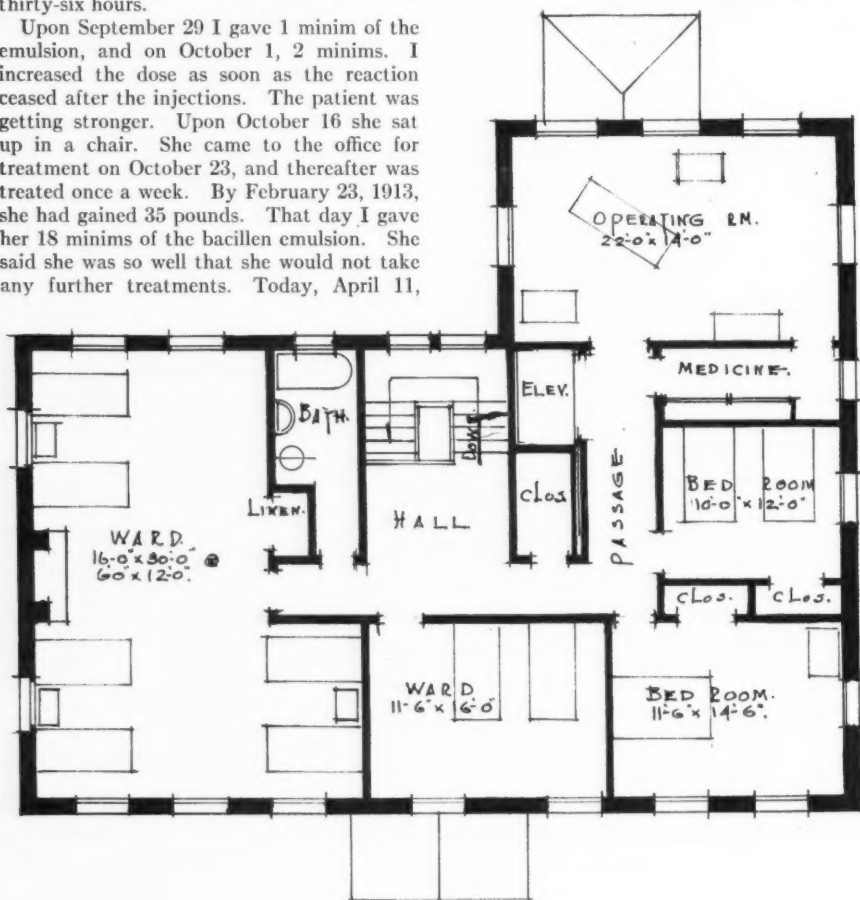 thirty-six hours.
Upon September 29 I gave 1 minim of the
emulsion, and on October 1, 2 minims. I
increased the dose as soon as the reaction
ceased after the injections. The patient was
getting stronger. Upon October 16 she sat
up in a chair. She came to the office for
treatment on October 23, and thereafter was
treated once a week. By February 23, 1913,
she had gained 35 pounds. That day I gave
her 18 minims of the bacillen emulsion. She
said she was so well that she would not take
any further treatments. Today, April 11,
OPERATING RM.
22'-0" x 14'-0"
MEDICINE.
ELEV.
BATH.
DOWN
CLOS
PASSAGE
BED ROOM
10'-0" x 12'-0"
LINEN.
HALL
WARD.
16'-0" x 30'-0" @
6'0" x 12'-0".
CLOS.
CLOS.
WARD
11'-6" x 16'-0"
BED ROOM.
11'-6" x 14'-6".